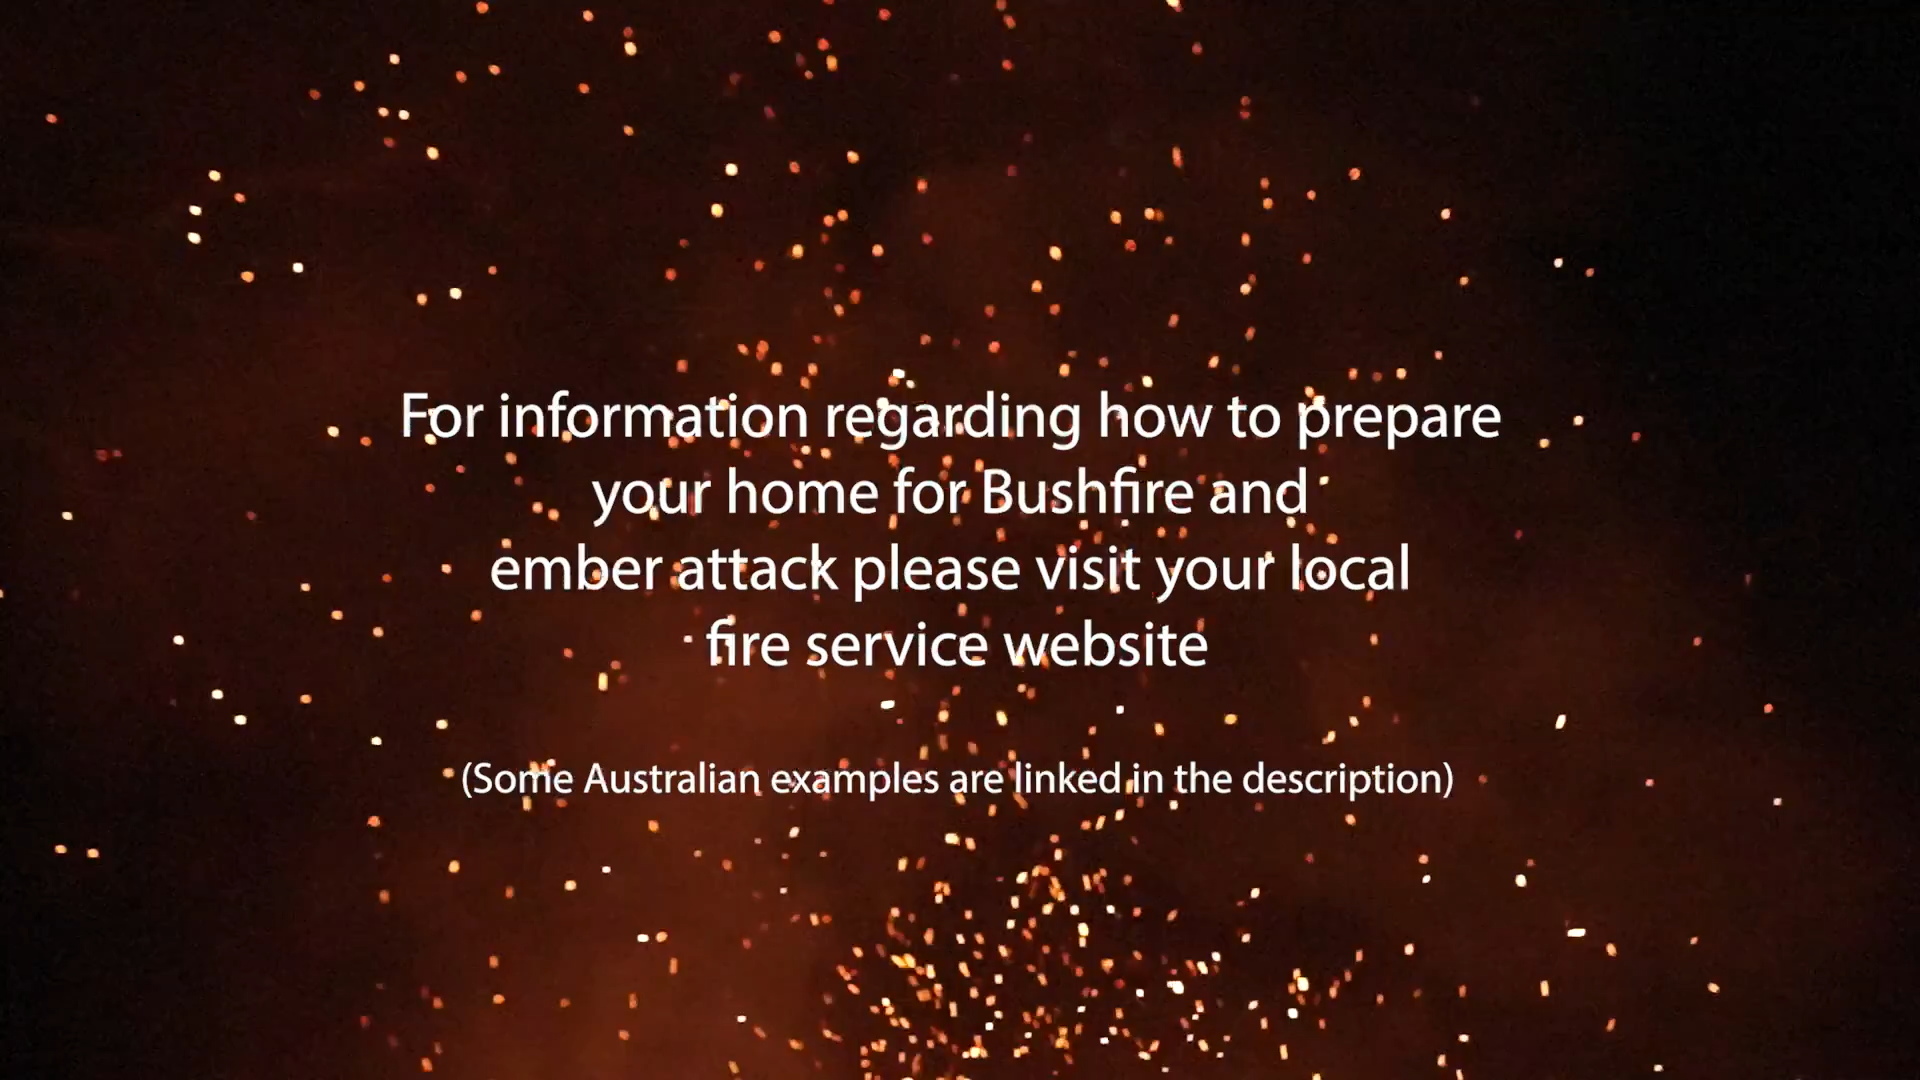 For information regarding how to prepare
your home for Bushfire and
ember attack please visit your local
fire service website
(Some Australian examples are linked in the description)